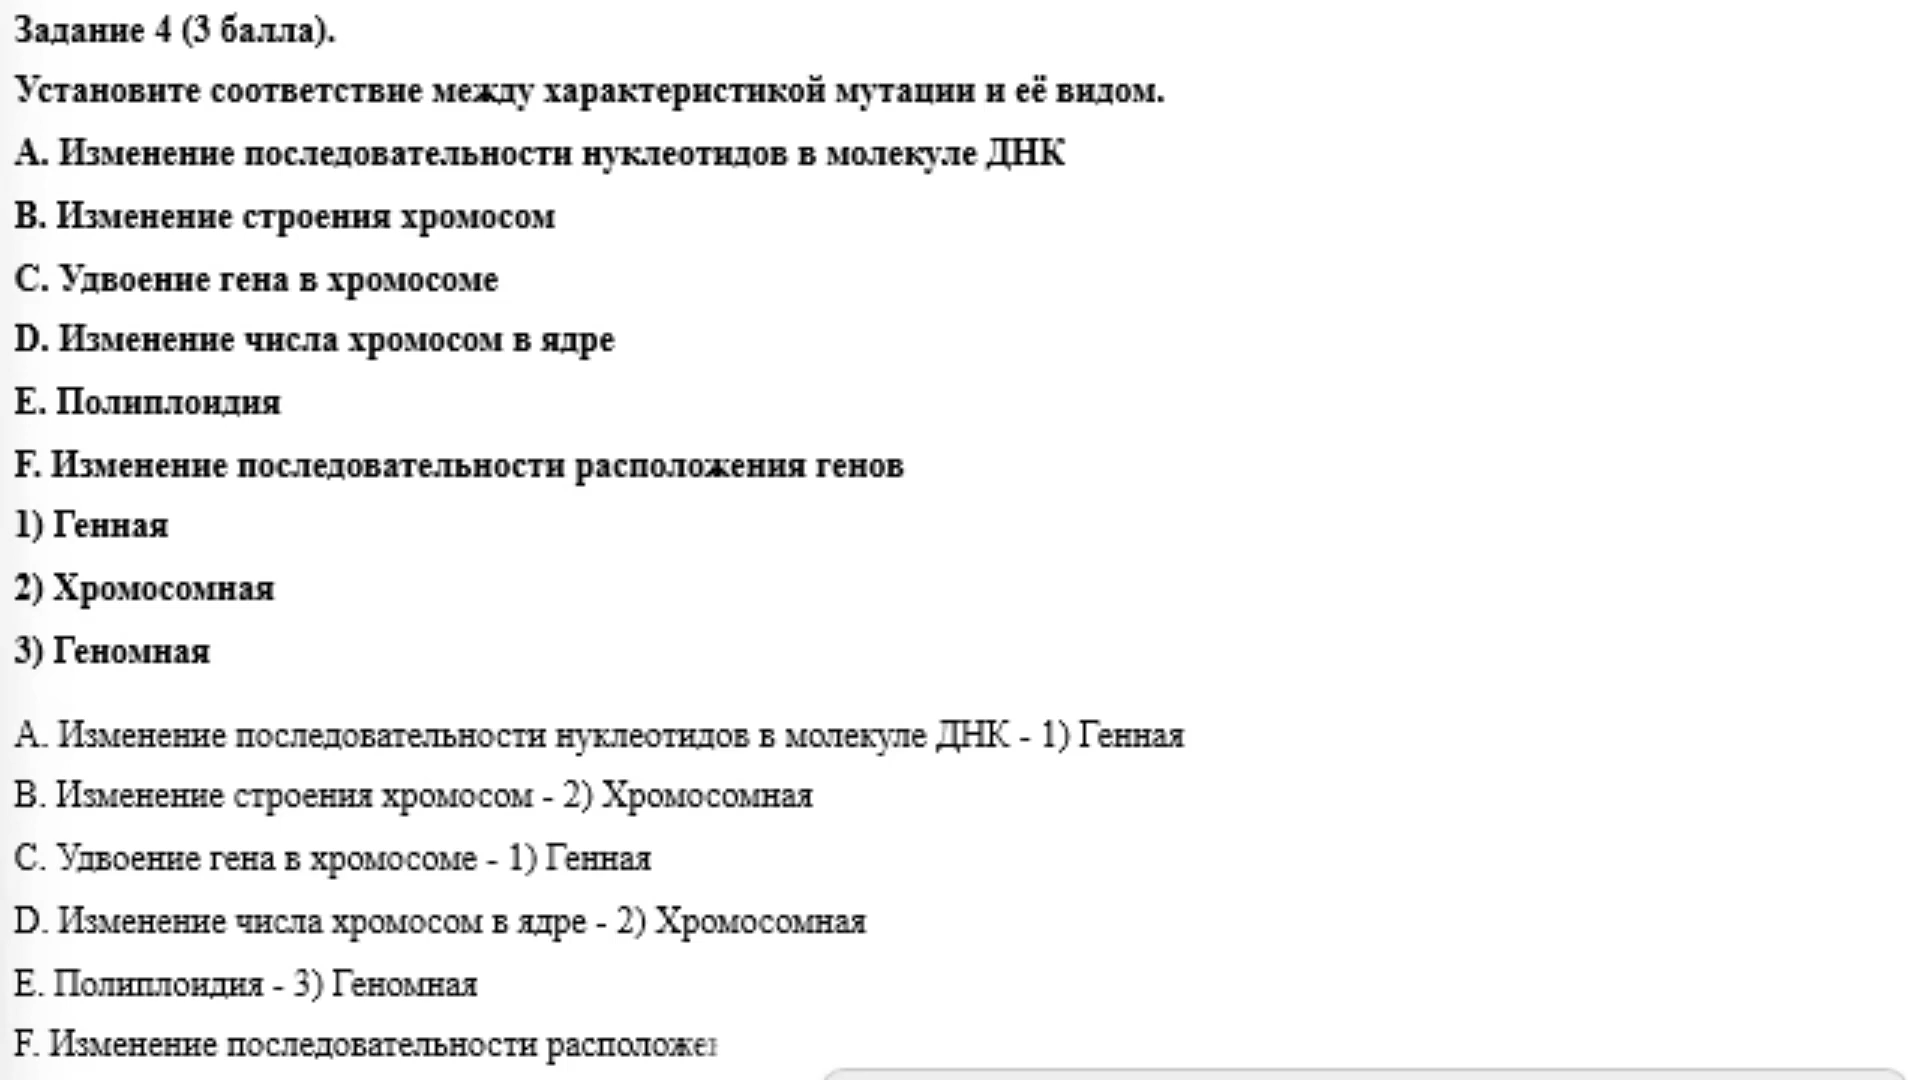 Задание 4 (3 балла).
Установите соответствие между характеристикой мутации и её видом.
A. Изменение последовательности нуклеотидов в молекуле ДНК
B. Изменение строения хромосом
C. Удвоение гена в хромосоме
D. Изменение числа хромосом в ядре
E. Полиплоидия
F. Изменение последовательности расположения генов
1) Генная
2) Хромосомная
3) Геномная
A. Изменение последовательности нуклеотидов в молекуле ДНК - 1) Генная
B. Изменение строения хромосом - 2) Хромосомная
C. Удвоение гена в хромосоме - 1) Генная
D. Изменение числа хромосом в ядре - 2) Хромосомная
E. Полиплоидия - 3) Геномная
F. Изменение последовательности